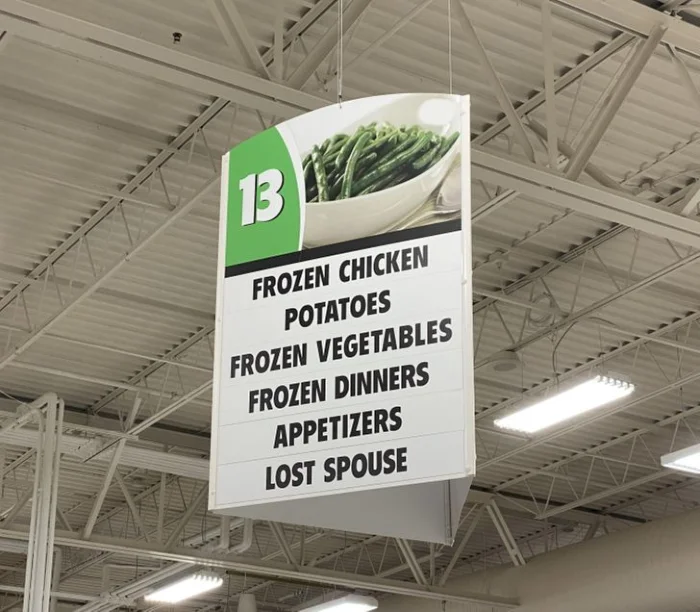 13
FROZEN CHICKEN
POTATOES
FROZEN VEGETABLES
FROZEN DINNERS
APPETIZERS
LOST SPOUSE